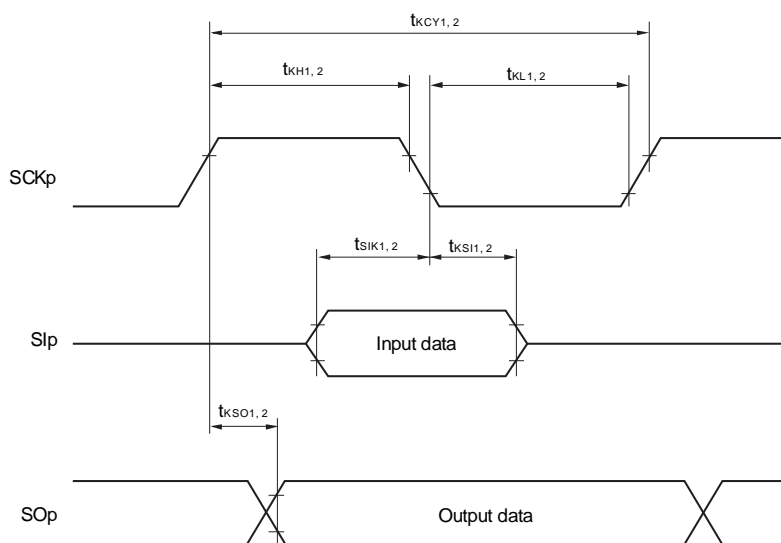 tKCY1, 2
tKH1, 2
tKL1, 2
SCKp
tSIK1, 2
tKSI1, 2
SIp
Input data
tKSO1, 2
SOp
Output data